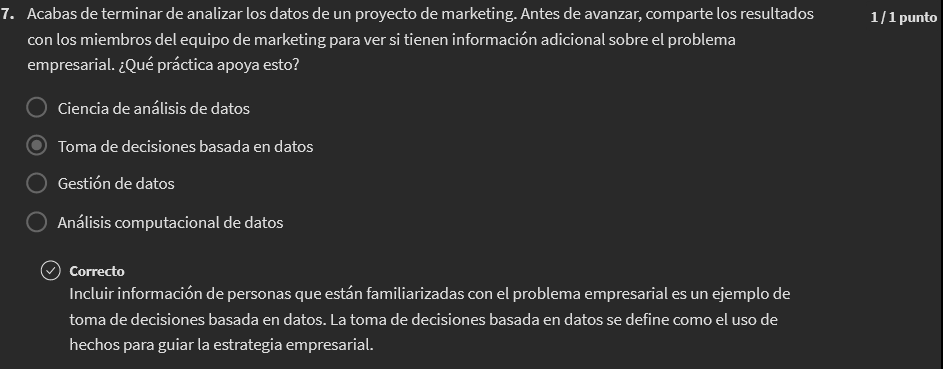 7. Acabas de terminar de analizar los datos de un proyecto de marketing. Antes de avanzar, comparte los resultados
1 / 1 punto
con los miembros del equipo de marketing para ver si tienen información adicional sobre el problema
empresarial. ¿Qué práctica apoya esto?
Ciencia de análisis de datos
Toma de decisiones basada en datos
Gestión de datos
Análisis computacional de datos
Correcto
Incluir información de personas que están familiarizadas con el problema empresarial es un ejemplo de
toma de decisiones basada en datos. La toma de decisiones basada en datos se define como el uso de
hechos para guiar la estrategia empresarial.